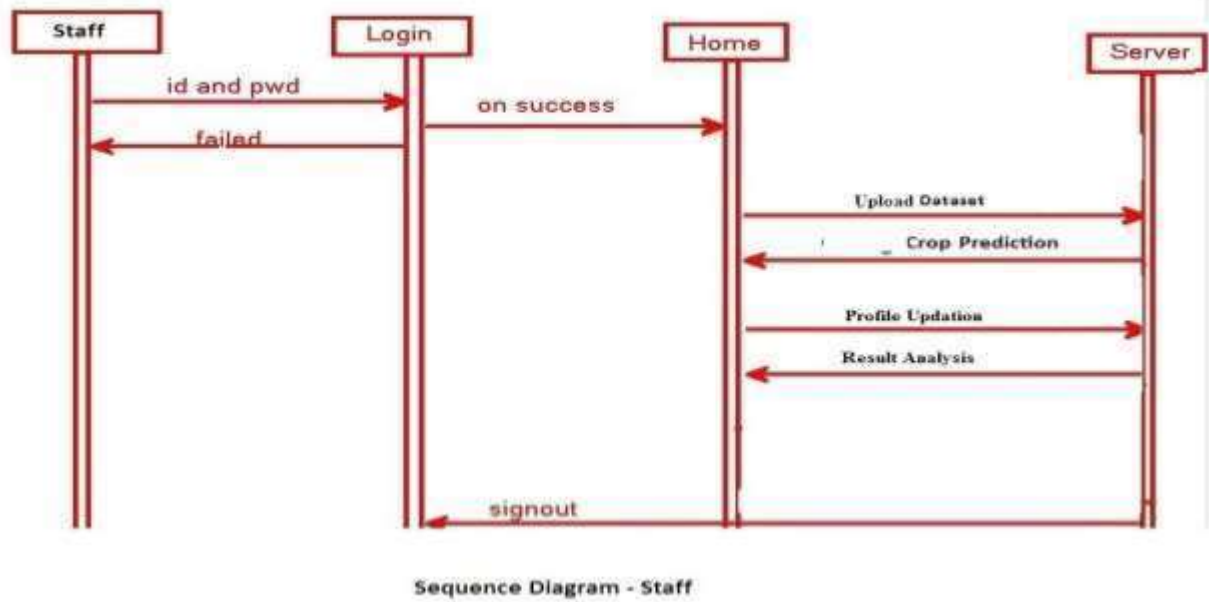 Staff
Login
Home
Server
id and pwd
on success
failed
Upload Dataset
Crop Prediction
Profile Updation
Result Analysis
signout
Sequence Diagram - Staff